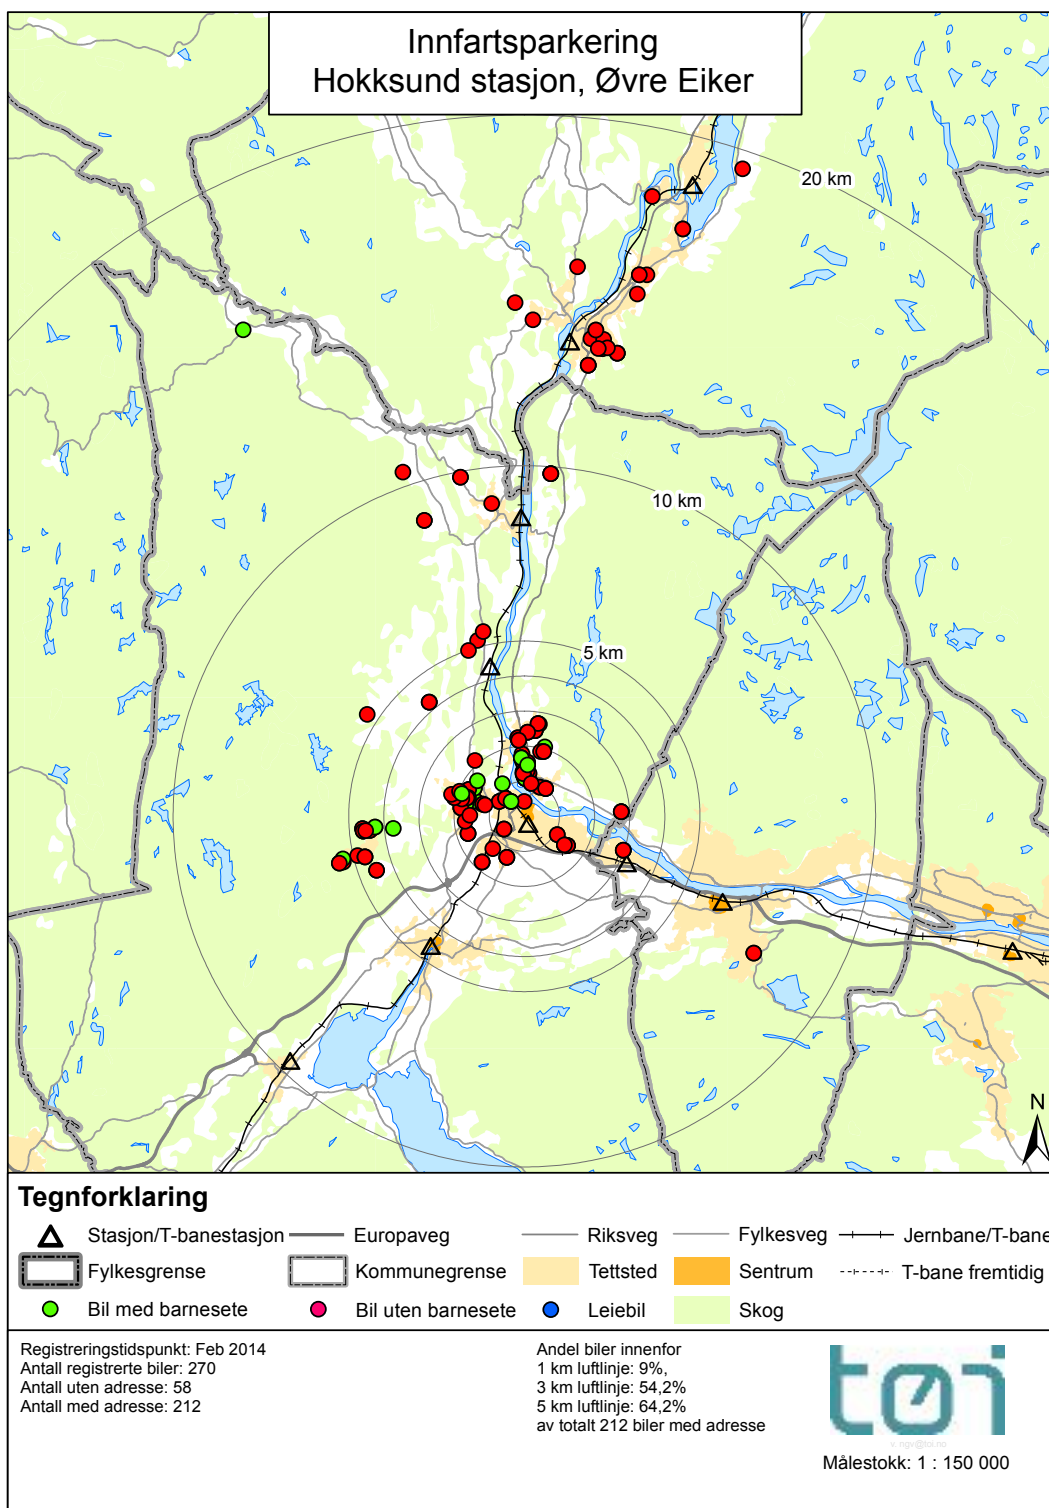 Innfartsparkering
Hokksund stasjon, Øvre Eiker
20 km
10 km
5 km
N
Tegnforklaring
Stasjon/T-banestasjon Europaveg Riksveg Fylkesveg Jernbane/T-bane
Fylkesgrense Kommunegrense Tettsted Sentrum T-bane fremtidig
Bil med barnesete Bil uten barnesete Leiebil Skog
Registreringstidspunkt: Feb 2014
Antall registrerte biler: 270
Antall uten adresse: 58
Antall med adresse: 212
Andel biler innenfor
1 km luftlinje: 9%,
3 km luftlinje: 54,2%
5 km luftlinje: 64,2%
av totalt 212 biler med adresse
tøi
Målestokk: 1 : 150 000